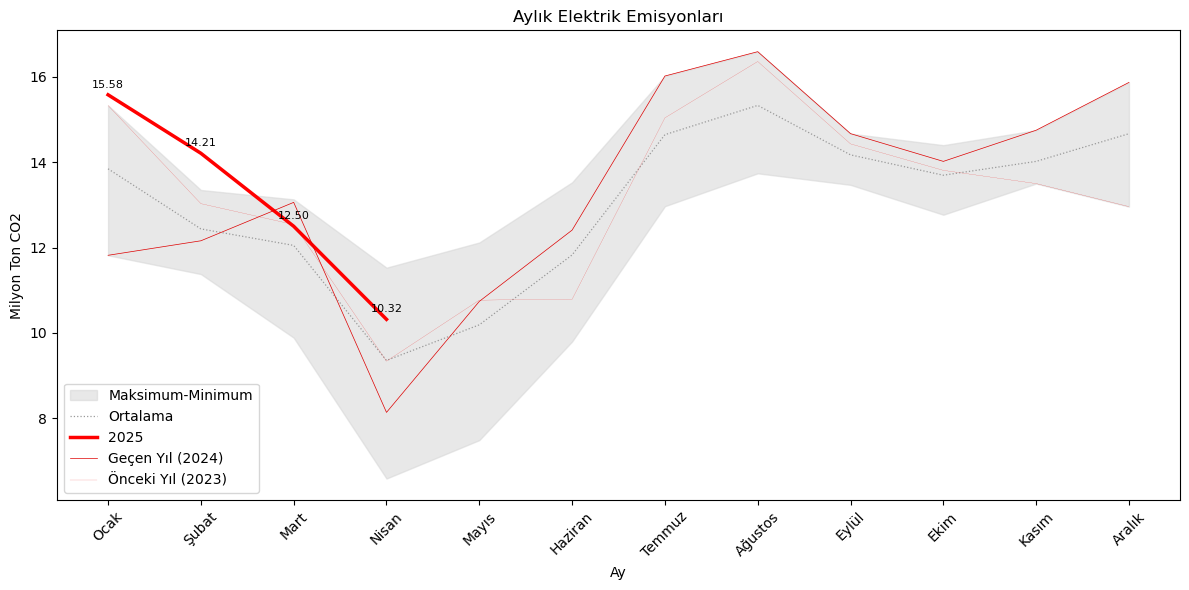 Aylık Elektrik Emisyonları
Milyon Ton CO2
16
14
12
10
8
15.58
14.21
12.50
10.32
Maksimum-Minimum
Ortalama
2025
Geçen Yıl (2024)
Önceki Yıl (2023)
Ocak
Şubat
Mart
Nisan
Mayıs
Haziran
Temmuz
Ağustos
Eylül
Ekim
Kasım
Aralık
Ay